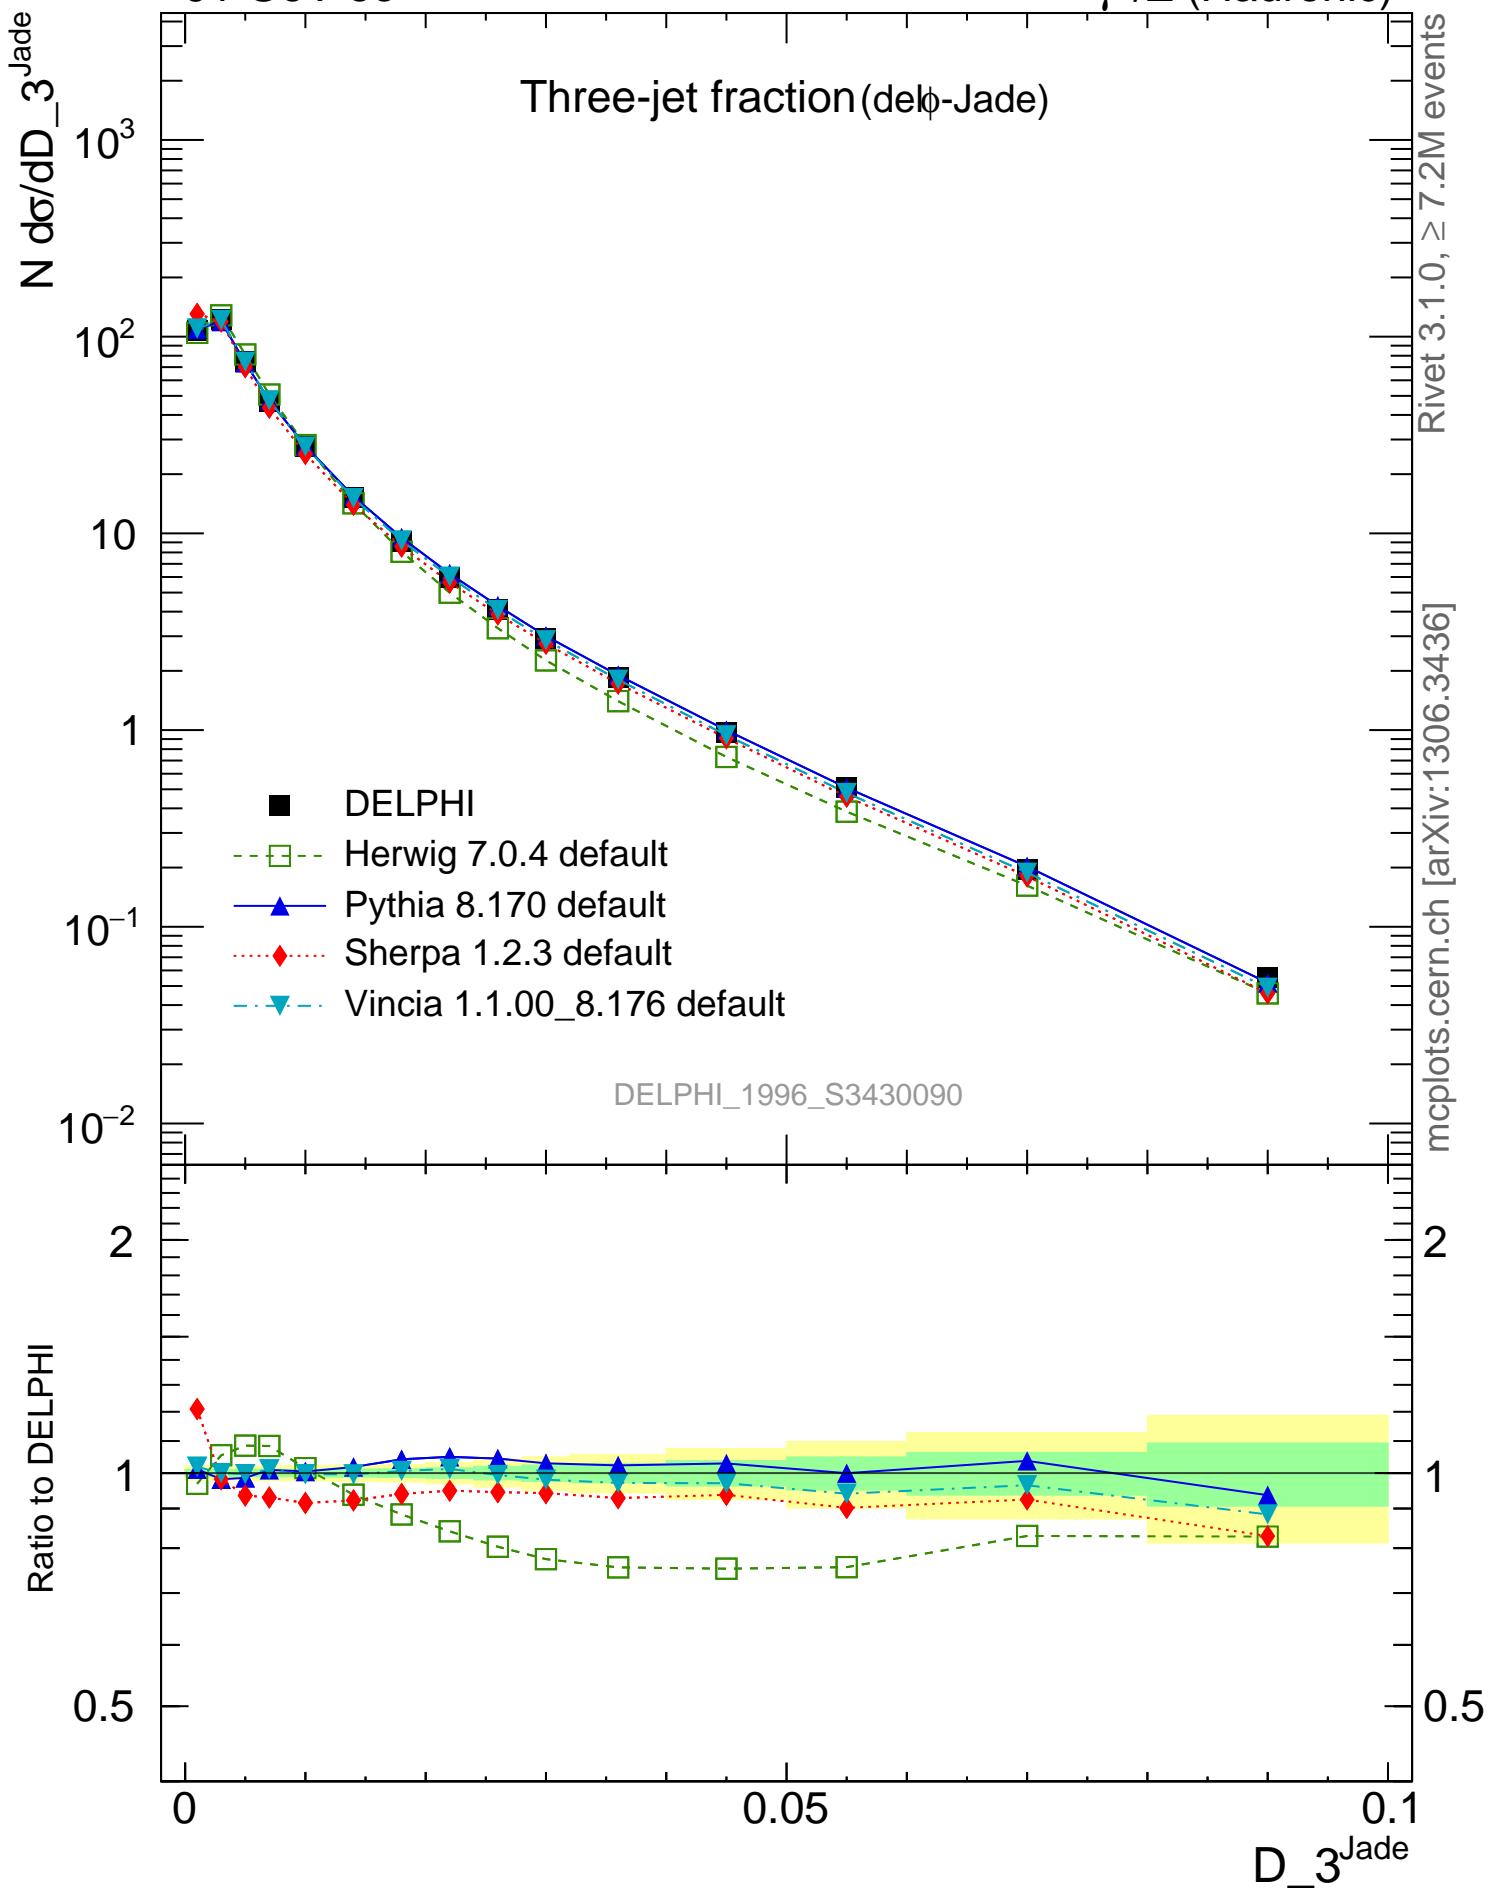 Three-jet fraction (delϕ-Jade)
N dσ/dD_3^Jade
10^3
10^2
10
1
10^−1
10^−2
DELPHI
Herwig 7.0.4 default
Pythia 8.170 default
Sherpa 1.2.3 default
Vincia 1.1.00_8.176 default
DELPHI_1996_S3430090
Rivet 3.1.0, ≥ 7.2M events
mcplots.cern.ch [arXiv:1306.3436]
Ratio to DELPHI
2
1
0.5
2
1
0.5
0
0.05
0.1
D_3^Jade